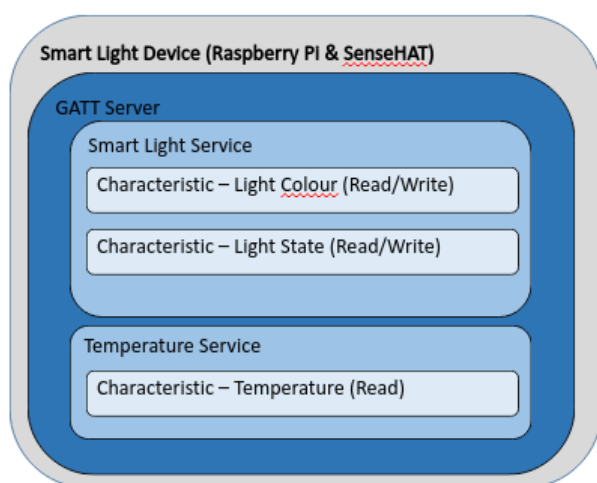 Smart Light Device (Raspberry Pi & SenseHAT)
GATT Server
Smart Light Service
Characteristic – Light Colour (Read/Write)
Characteristic – Light State (Read/Write)
Temperature Service
Characteristic – Temperature (Read)